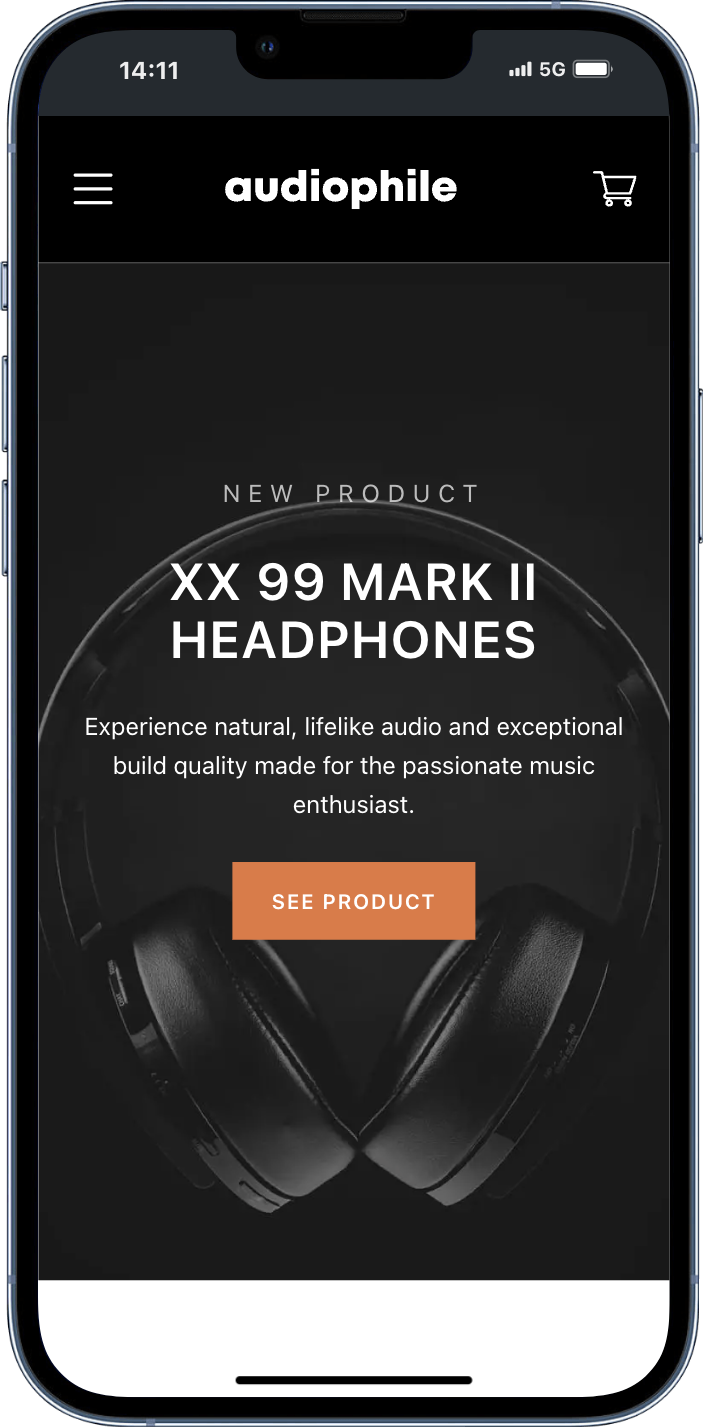 14:11
5G
audiophile
NEW PRODUCT
XX 99 MARK II
HEADPHONES
Experience natural, lifelike audio and exceptional
build quality made for the passionate music
enthusiast.
SEE PRODUCT